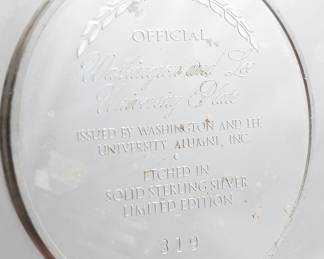 OFFICIAL
Washington and Lee
University Plate
ISSUED BY WASHINGTON AND LEE
UNIVERSITY ALUMNI, INC
ETCHED IN
SOLID STERLING SILVER
LIMITED EDITION
319